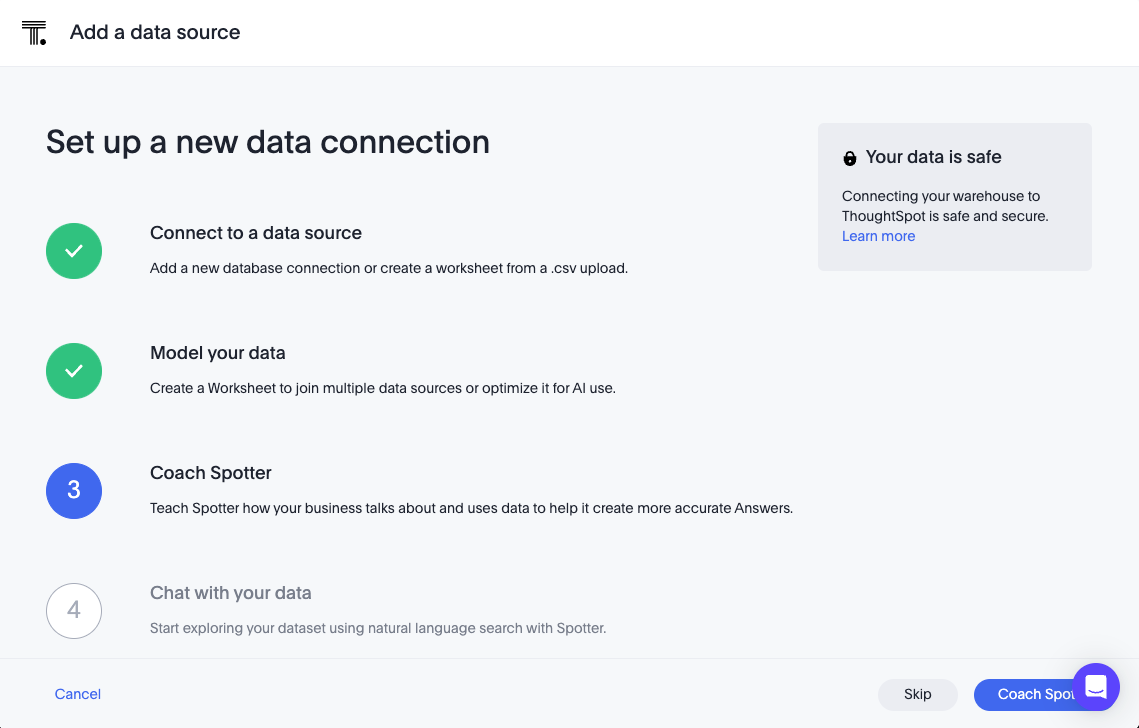 Add a data source
Set up a new data connection
Your data is safe
Connecting your warehouse to
ThoughtSpot is safe and secure.
Learn more
Connect to a data source
Add a new database connection or create a worksheet from a .csv upload.
Model your data
Create a Worksheet to join multiple data sources or optimize it for AI use.
3
Coach Spotter
Teach Spotter how your business talks about and uses data to help it create more accurate Answers.
4
Chat with your data
Start exploring your dataset using natural language search with Spotter.
Cancel
Skip
Coach Spot